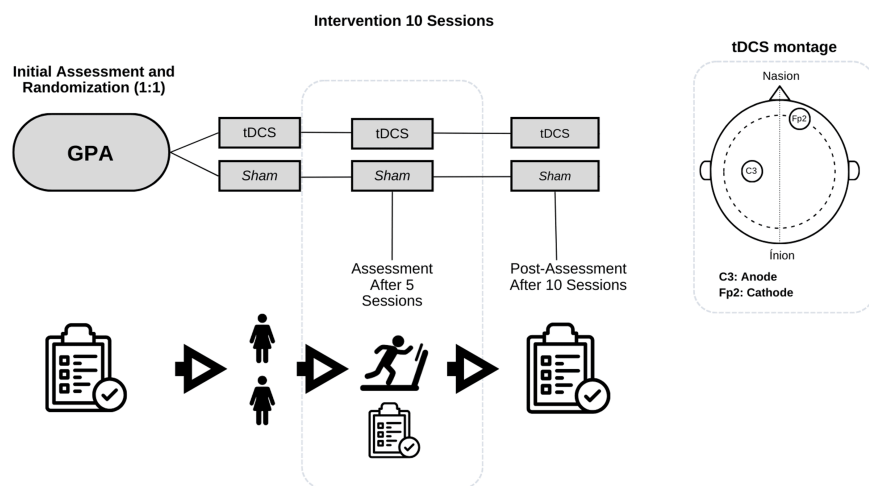 Intervention 10 Sessions
tDCS montage
Initial Assessment and
Randomization (1:1)
GPA
tDCS
tDCS
tDCS
Sham
Sham
Sham
Assessment
After 5
Sessions
Post-Assessment
After 10 Sessions
Nasion
Fp2
C3
Ínion
C3: Anode
Fp2: Cathode